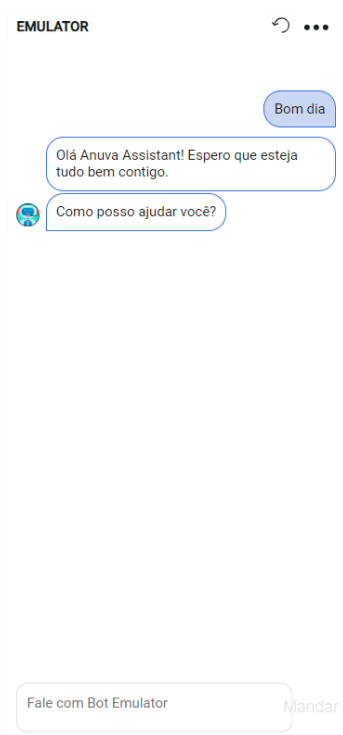 EMULATOR
Bom dia
Olá Anuva Assistant! Espero que esteja
tudo bem contigo.
Como posso ajudar você?
Fale com Bot Emulator
Mandar